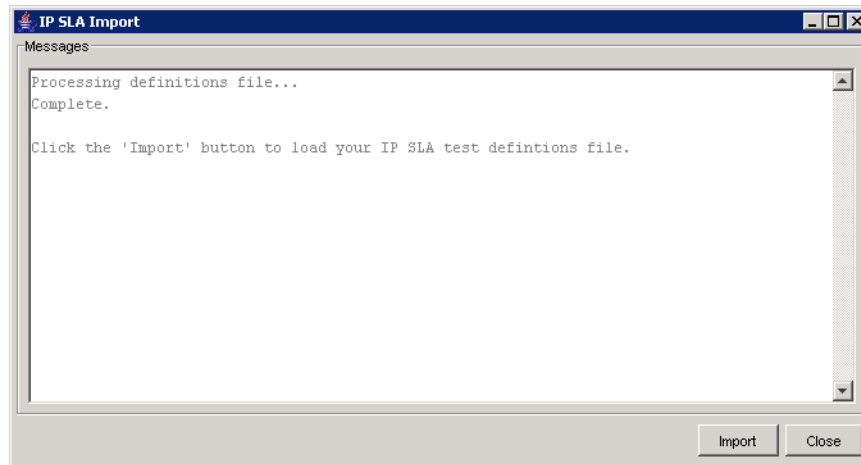 IP SLA Import
Messages
Processing definitions file...
Complete.
Click the 'Import' button to load your IP SLA test defintions file.
Import
Close